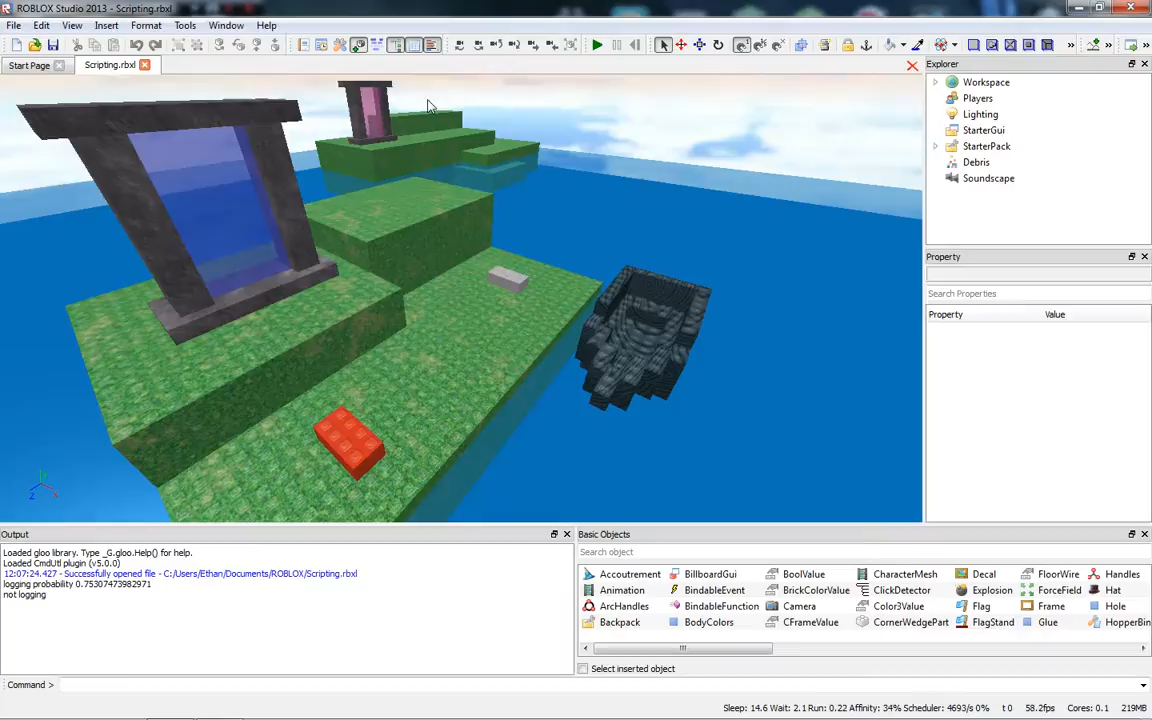 ROBLOX Studio 2013 - Scripting.rbxl
File Edit View Insert Format Tools Window Help
Start Page Scripting.rbxl
Explorer
Workspace
Players
Lighting
StarterGui
StarterPack
Debris
Soundscape
Property
Search Properties
Property Value
Output
Loaded gloo library. Type _G.gloo.Help() for help.
Loaded CmdUtl plugin (v5.0.0)
12:07:24.427 - Successfully opened file - C:/Users/Ethan/Documents/ROBLOX/Scripting.rbxl
logging probability 0.75307473982971
not logging
Basic Objects
Search object
Accoutrement BillboardGui BoolValue CharacterMesh Decal FloorWire Handles
Animation BindableEvent BrickColorValue ClickDetector Explosion ForceField Hat
ArcHandles BindableFunction Camera Color3Value Flag Frame Hole
Backpack BodyColors CFrameValue CornerWedgePart FlagStand Glue HopperBin
Select inserted object
Command >
Sleep: 14.6 Wait: 2.1 Run: 0.22 Affinity: 34% Scheduler: 4693/s 0% t 0 58.2fps Cores: 0.1 219MB